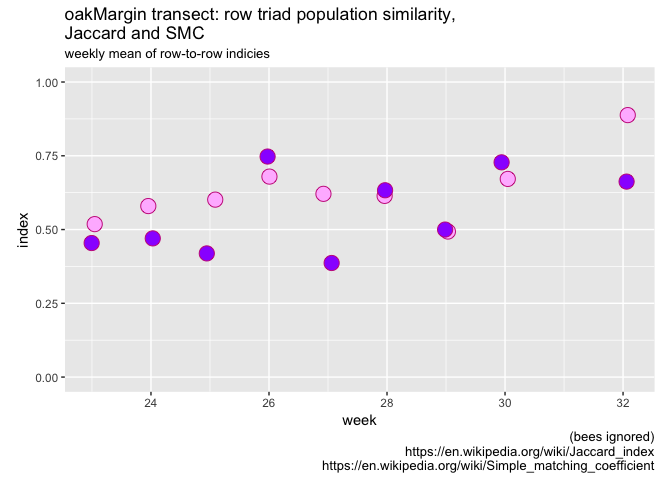 oakMargin transect: row triad population similarity,
Jaccard and SMC
weekly mean of row-to-row indicies
1.00
0.75
0.50
0.25
0.00
index
24 26 28 30 32
week
(bees ignored)
https://en.wikipedia.org/wiki/Jaccard_index
https://en.wikipedia.org/wiki/Simple_matching_coefficient